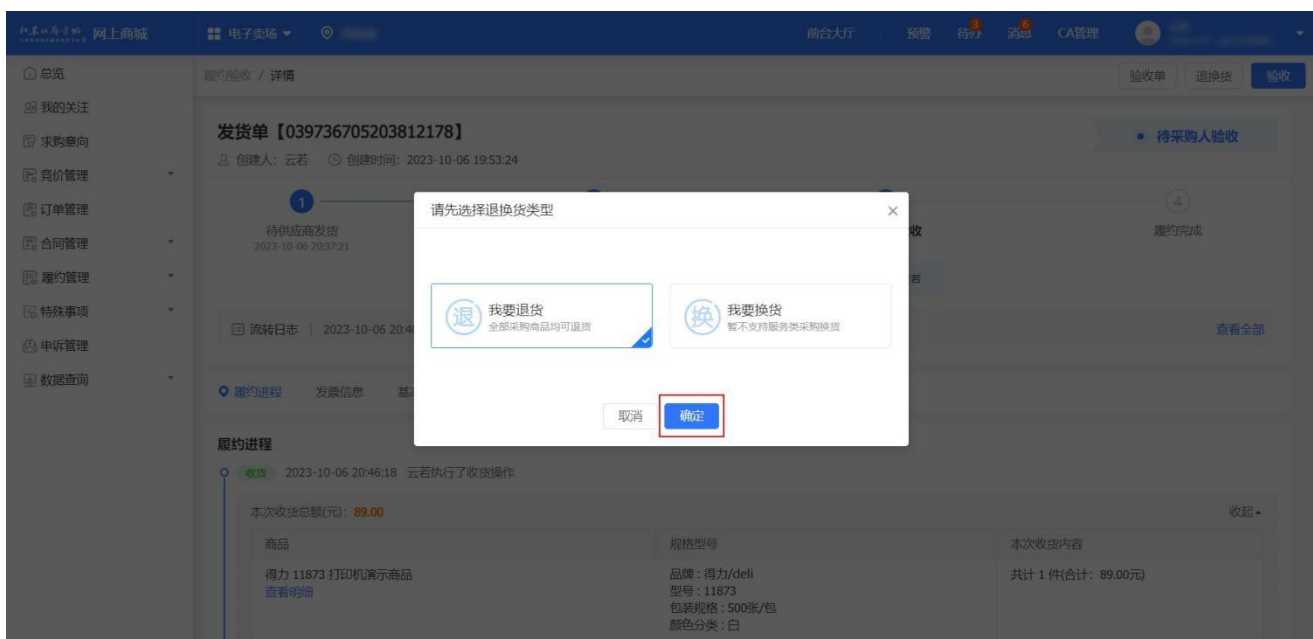 网上商城
电子卖场
前台大厅
预警
待办
3
消息
6
CA管理
总览
我的关注
求购意向
竞价管理
订单管理
合同管理
履约管理
特殊事项
申诉管理
数据查询
履约验收 / 详情
验收单
退换货
验收
发货单【039736705203812178】
创建人：云若
创建时间：2023-10-06 19:53:24
待采购人验收
1
待供应商发货
2023-10-06 20:37:21
收
若
4
履约完成
流转日志
2023-10-06 20:4
查看全部
请先选择退换货类型
×
退
我要退货
全部采购商品均可退货
换
我要换货
暂不支持服务类采购换货
取消
确定
履约进程
发票信息
基
履约进程
收货
2023-10-06 20:46:18 云若执行了收货操作
本次收货总额(元)：89.00
收起
商品
规格型号
本次收货内容
得力 11873 打印机演示商品
查看明细
品牌：得力/deli
型号：11873
包装规格：500张/包
颜色分类：白
共计 1 件(合计：89.00元)